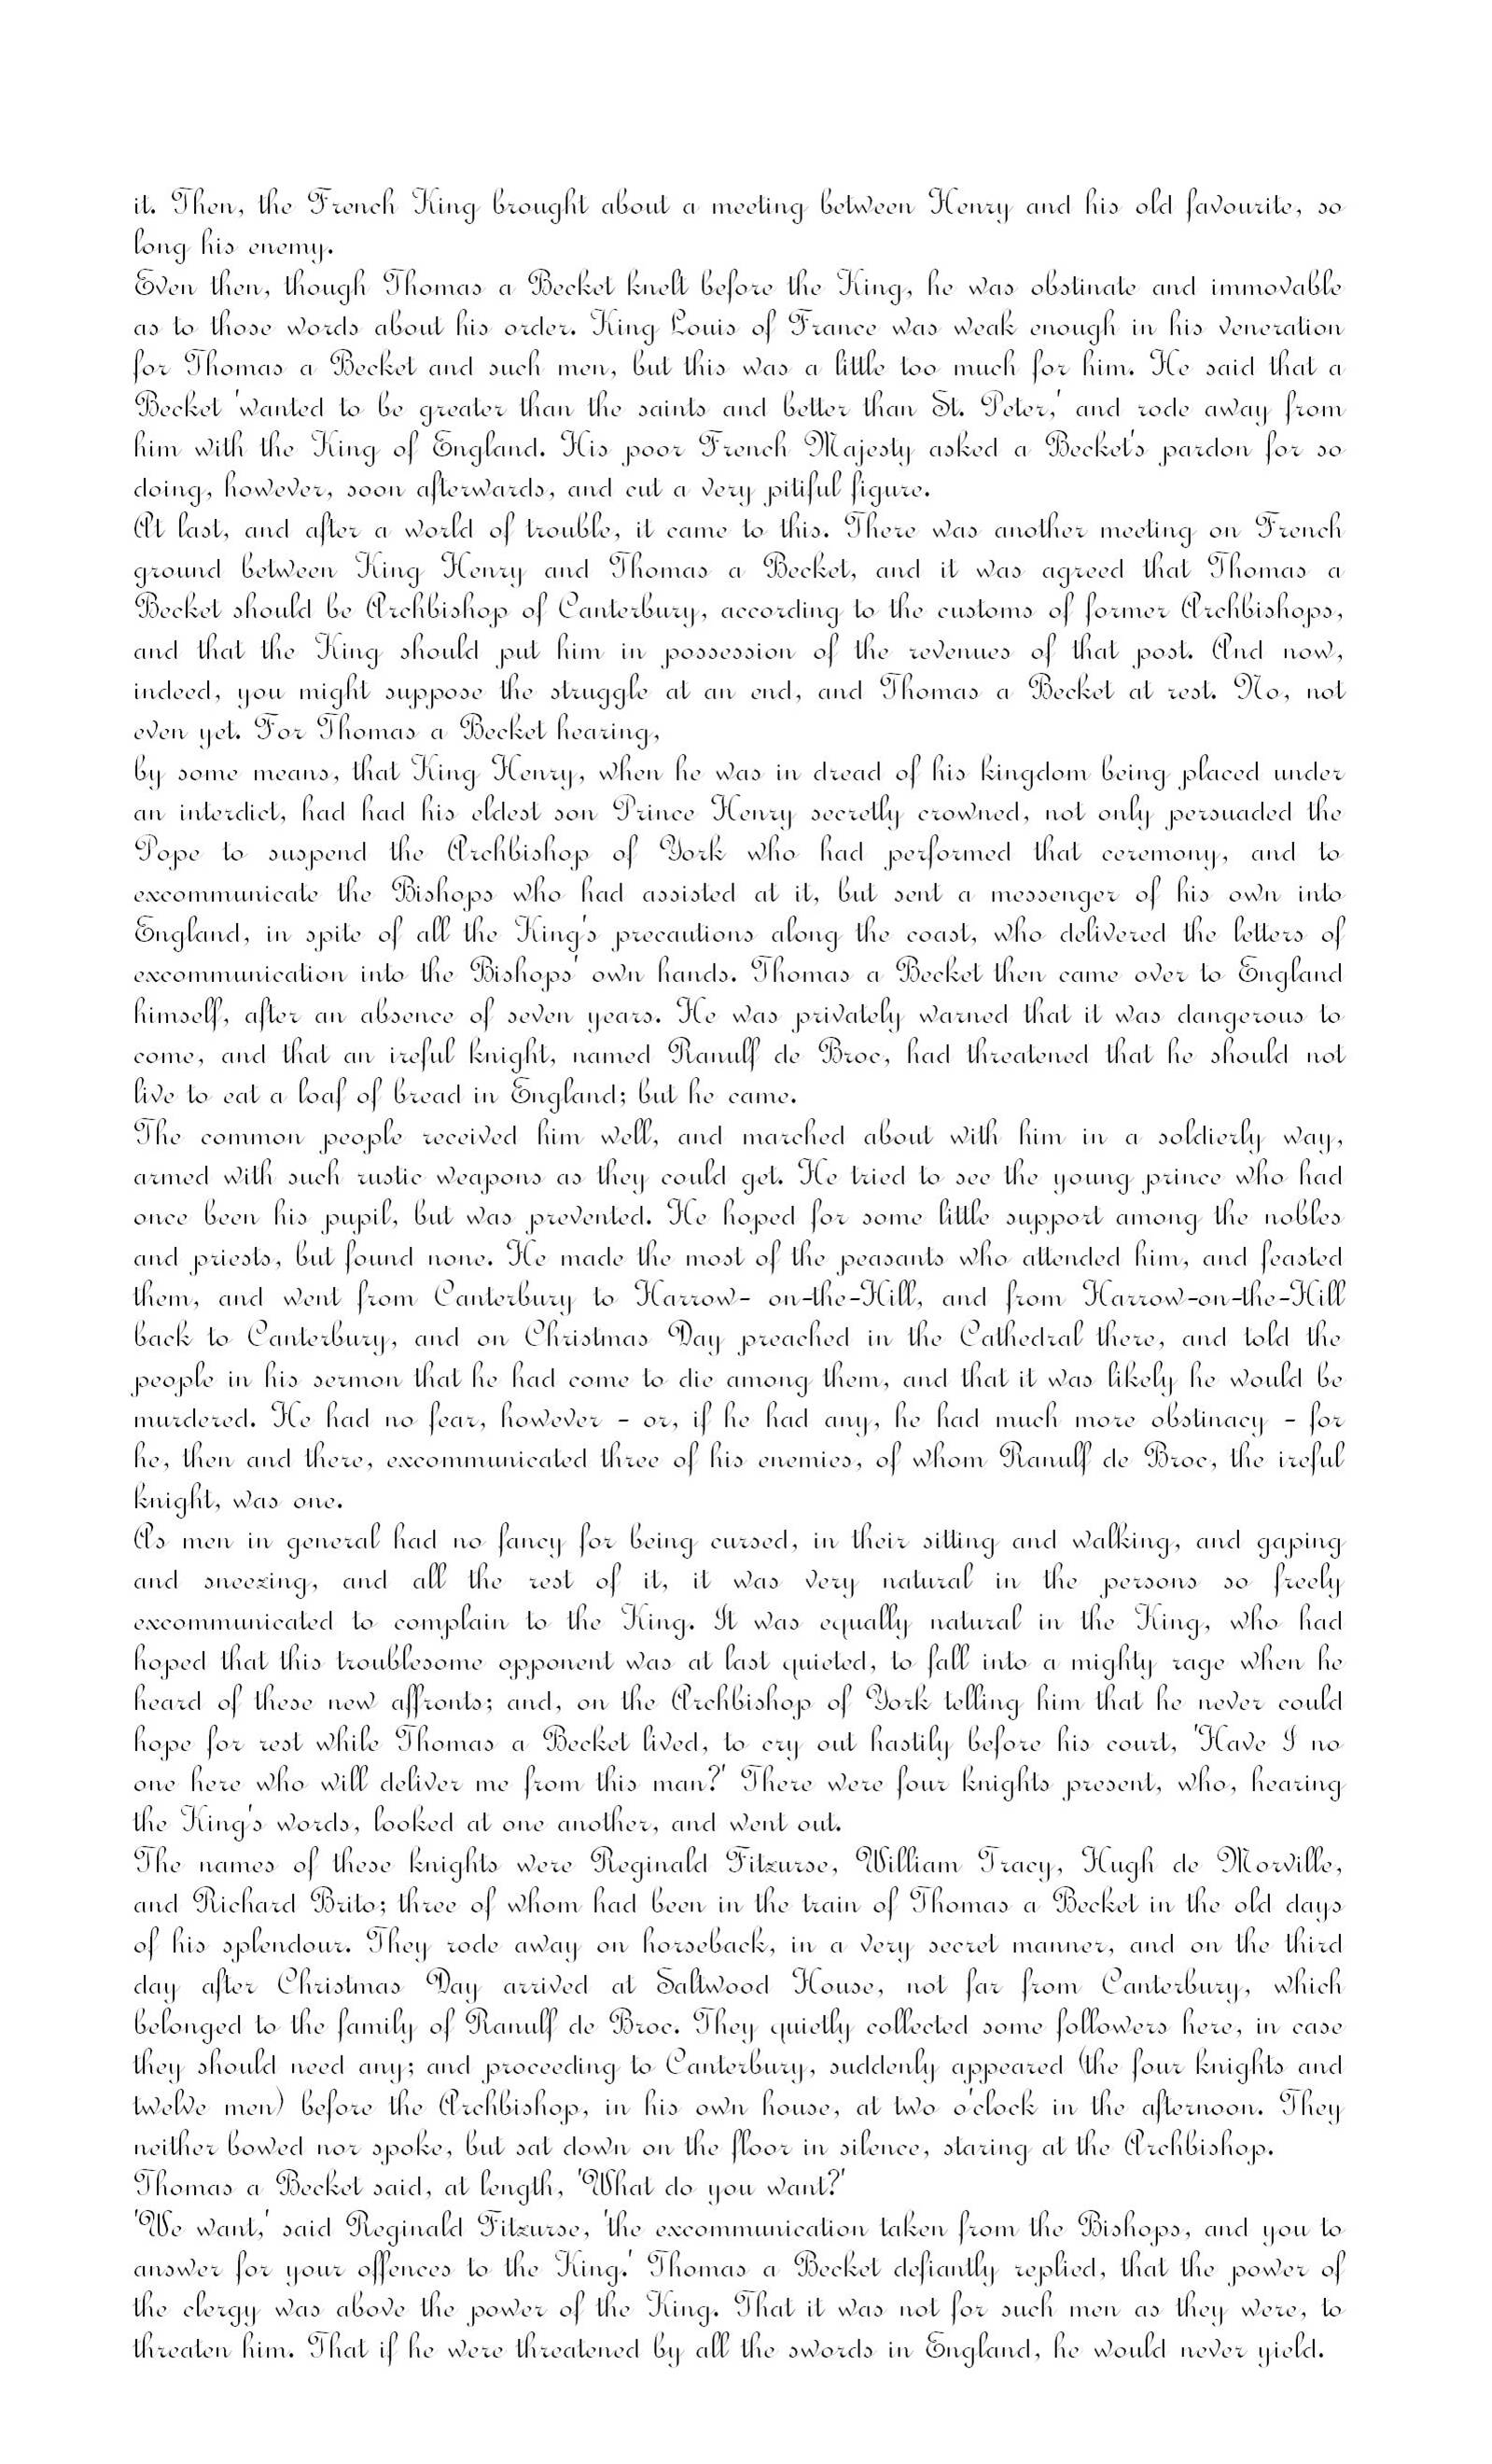 it. Then, the French King brought about a meeting between Henry and his old favourite, so
long his enemy.
Even then, though Thomas a Becket knelt before the King, he was obstinate and immovable
as to those words about his order. King Louis of France was weak enough in his veneration
for Thomas a Becket and such men, but this was a little too much for him. He said that a
Becket 'wanted to be greater than the saints and better than St. Peter,' and rode away from
him with the King of England. His poor French Majesty asked a Becket's pardon for so
doing, however, soon afterwards, and cut a very pitiful figure.
At last, and after a world of trouble, it came to this. There was another meeting on French
ground between King Henry and Thomas a Becket, and it was agreed that Thomas a
Becket should be Archbishop of Canterbury, according to the customs of former Archbishops,
and that the King should put him in possession of the revenues of that post. And now,
indeed, you might suppose the struggle at an end, and Thomas a Becket at rest. No, not
even yet. For Thomas a Becket hearing,
by some means, that King Henry, when he was in dread of his kingdom being placed under
an interdict, had had his eldest son Prince Henry secretly crowned, not only persuaded the
Pope to suspend the Archbishop of York who had performed that ceremony, and to
excommunicate the Bishops who had assisted at it, but sent a messenger of his own into
England, in spite of all the King's precautions along the coast, who delivered the letters of
excommunication into the Bishops' own hands. Thomas a Becket then came over to England
himself, after an absence of seven years. He was privately warned that it was dangerous to
come, and that an ireful knight, named Ranulf de Broc, had threatened that he should not
live to eat a loaf of bread in England; but he came.
The common people received him well, and marched about with him in a soldierly way,
armed with such rustic weapons as they could get. He tried to see the young prince who had
once been his pupil, but was prevented. He hoped for some little support among the nobles
and priests, but found none. He made the most of the peasants who attended him, and feasted
them, and went from Canterbury to Harrow- on-the-Hill, and from Harrow-on-the-Hill
back to Canterbury, and on Christmas Day preached in the Cathedral there, and told the
people in his sermon that he had come to die among them, and that it was likely he would be
murdered. He had no fear, however - or, if he had any, he had much more obstinacy - for
he, then and there, excommunicated three of his enemies, of whom Ranulf de Broc, the ireful
knight, was one.
As men in general had no fancy for being cursed, in their sitting and walking, and gaping
and sneezing, and all the rest of it, it was very natural in the persons so freely
excommunicated to complain to the King. It was equally natural in the King, who had
hoped that this troublesome opponent was at last quieted, to fall into a mighty rage when he
heard of these new affronts; and, on the Archbishop of York telling him that he never could
hope for rest while Thomas a Becket lived, to cry out hastily before his court, 'Have I no
one here who will deliver me from this man?' There were four knights present, who, hearing
the King's words, looked at one another, and went out.
The names of these knights were Reginald Fitzurse, William Tracy, Hugh de Morville,
and Richard Brito; three of whom had been in the train of Thomas a Becket in the old days
of his splendour. They rode away on horseback, in a very secret manner, and on the third
day after Christmas Day arrived at Saltwood House, not far from Canterbury, which
belonged to the family of Ranulf de Broc. They quietly collected some followers here, in case
they should need any; and proceeding to Canterbury, suddenly appeared (the four knights and
twelve men) before the Archbishop, in his own house, at two o'clock in the afternoon. They
neither bowed nor spoke, but sat down on the floor in silence, staring at the Archbishop.
Thomas a Becket said, at length, 'What do you want?'
'We want,' said Reginald Fitzurse, 'the excommunication taken from the Bishops, and you to
answer for your offences to the King.' Thomas a Becket defiantly replied, that the power of
the clergy was above the power of the King. That it was not for such men as they were, to
threaten him. That if he were threatened by all the swords in England, he would never yield.